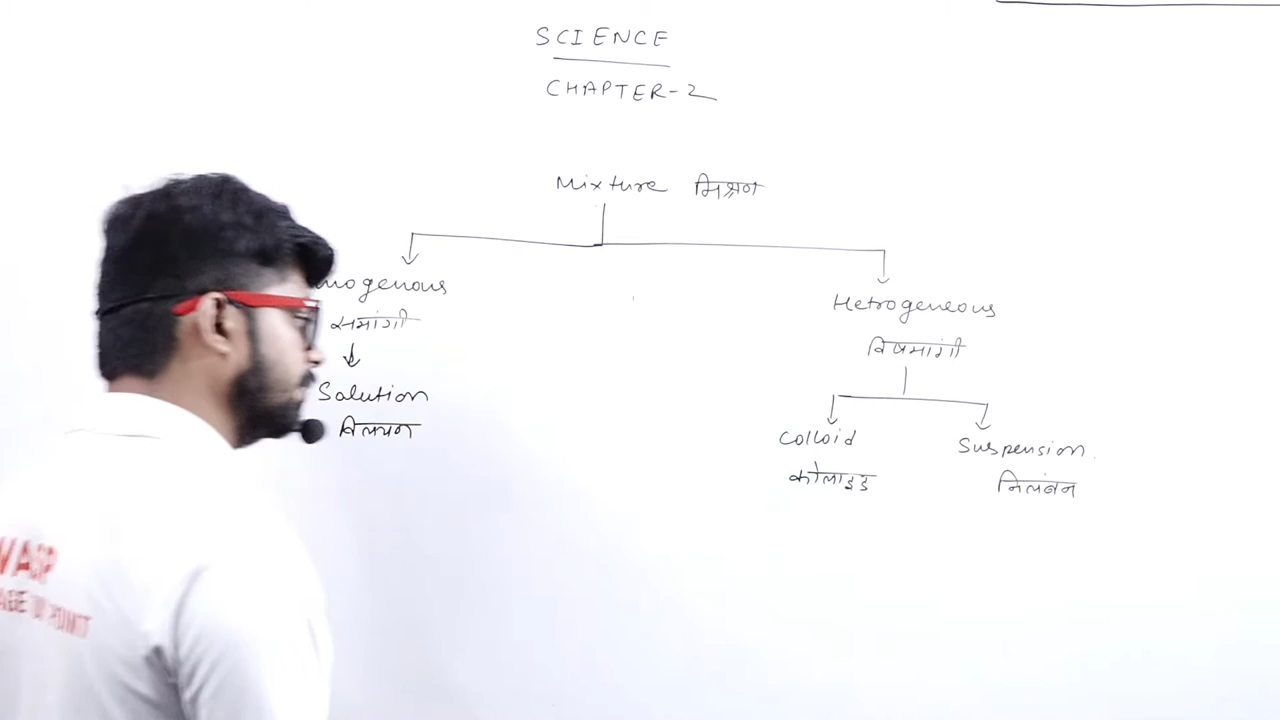 SCIENCE
CHAPTER-2
Mixture मिश्रण
mogenous
समांगी
Solution
विलयन
Hetrogeneous
विषमांगी
Colloid
कोलाइड
Suspension
निलंबन